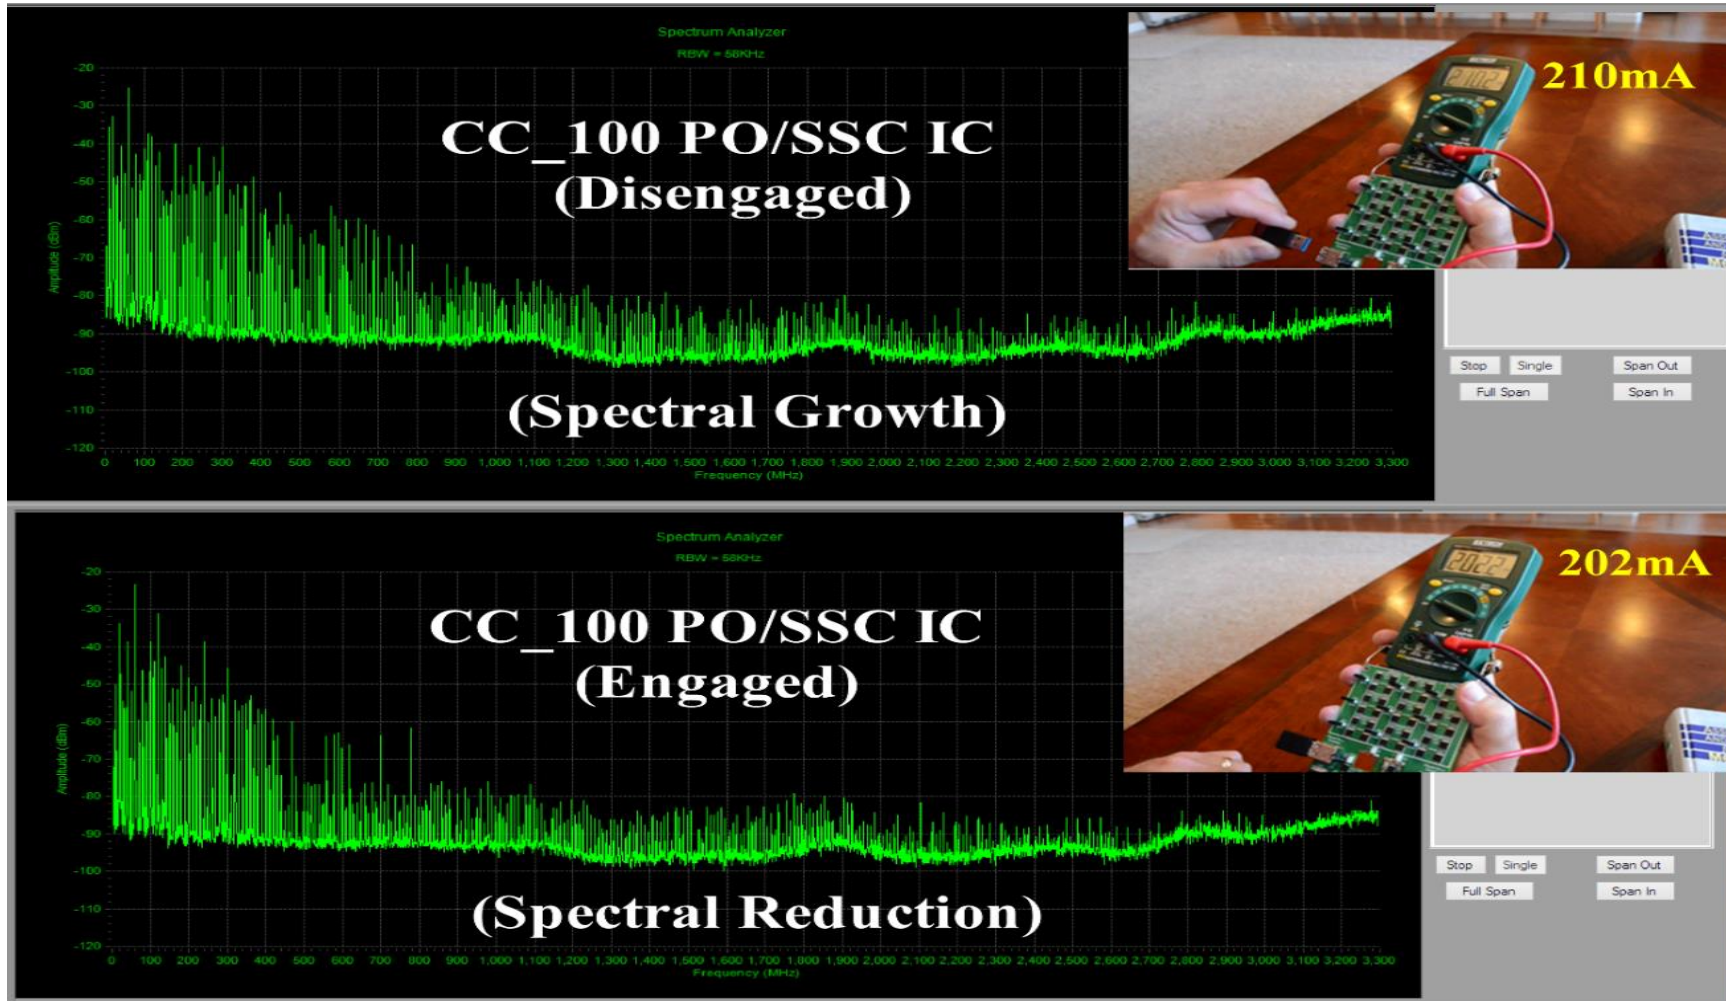 Spectrum Analyzer
RBW = 58KHz
210mA
CC_100 PO/SSC IC
(Disengaged)
(Spectral Growth)
Amplitude (dBm)
-20
-30
-40
-50
-60
-70
-80
-90
-100
-110
-120
0 100 200 300 400 500 600 700 800 900 1,000 1,100 1,200 1,300 1,400 1,500 1,600 1,700 1,800 1,900 2,000 2,100 2,200 2,300 2,400 2,500 2,600 2,700 2,800 2,900 3,000 3,100 3,200 3,300
Frequency (MHz)
Stop Single Span Out
Full Span Span In
Spectrum Analyzer
RBW = 58KHz
202mA
CC_100 PO/SSC IC
(Engaged)
(Spectral Reduction)
Amplitude (dBm)
-20
-30
-40
-50
-60
-70
-80
-90
-100
-110
-120
0 100 200 300 400 500 600 700 800 900 1,000 1,100 1,200 1,300 1,400 1,500 1,600 1,700 1,800 1,900 2,000 2,100 2,200 2,300 2,400 2,500 2,600 2,700 2,800 2,900 3,000 3,100 3,200 3,300
Frequency (MHz)
Stop Single Span Out
Full Span Span In